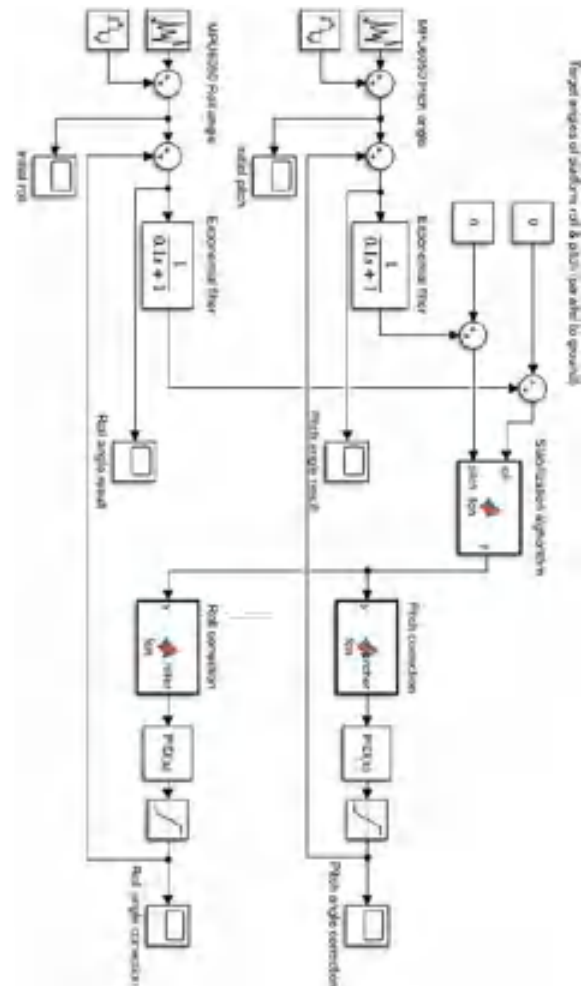 Target angles of platform roll & pitch (parallel to ground)
0
0
MPU6050 Pitch angle
Initial pitch
Exponential filter
1
0.1s + 1
Pitch angle result
Stabilization algorithm
roll
pitch
fcn
y
Pitch correction
fcn
PID(s)
Pitch angle correction
MPU6050 Roll angle
Initial roll
Exponential filter
1
0.1s + 1
Roll angle result
Roll correction
fcn
PID(s)
Roll angle correction